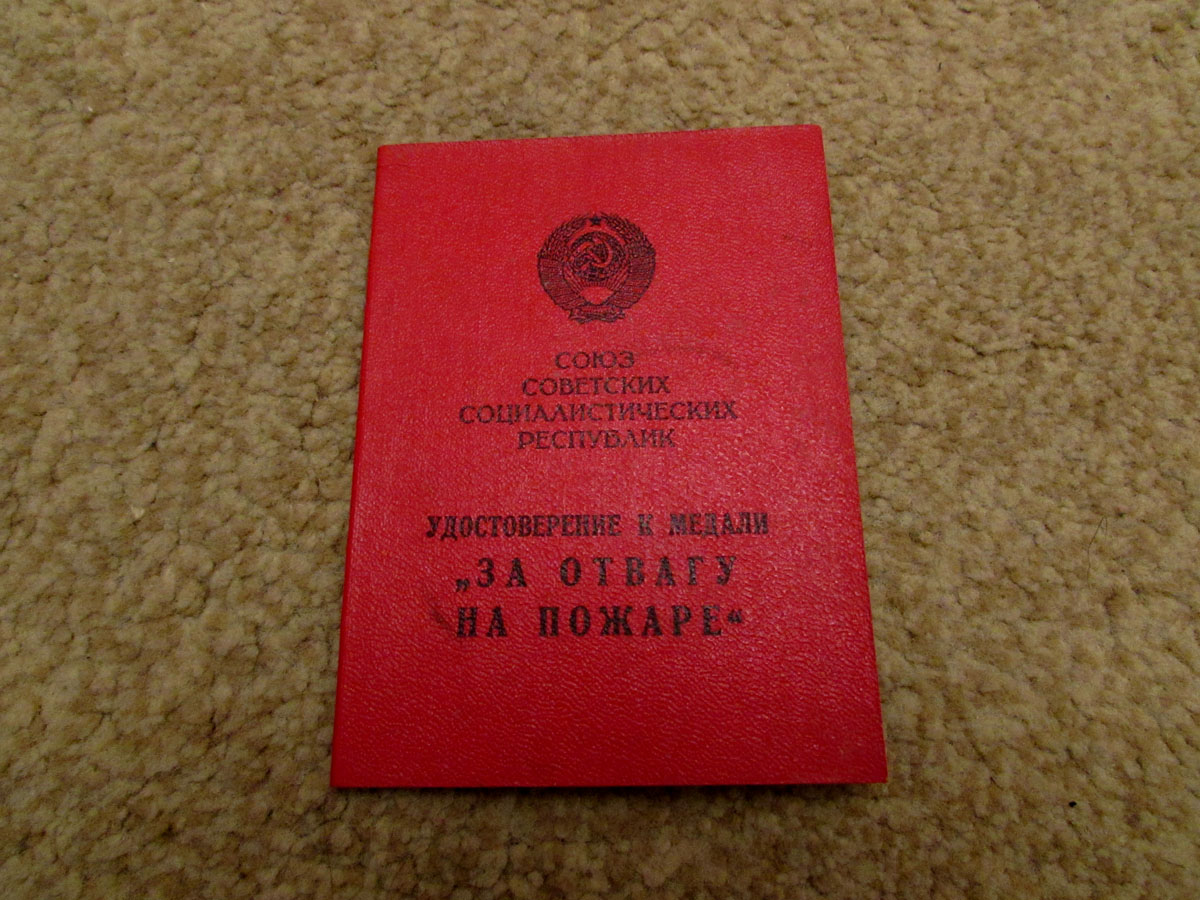 СОЮЗ
СОВЕТСКИХ
СОЦИАЛИСТИЧЕСКИХ
РЕСПУБЛИК
УДОСТОВЕРЕНИЕ К МЕДАЛИ
„ЗА ОТВАГУ
НА ПОЖАРЕ“